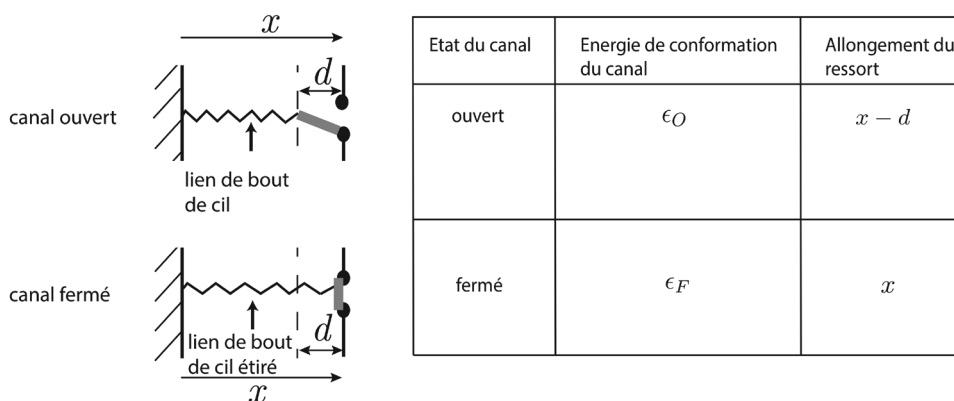 x
d
canal ouvert
lien de bout
de cil
canal fermé
d
lien de bout
de cil étiré
x
Etat du canal
Energie de conformation
du canal
Allongement du
ressort
ouvert
ϵ_O
x − d
fermé
ϵ_F
x